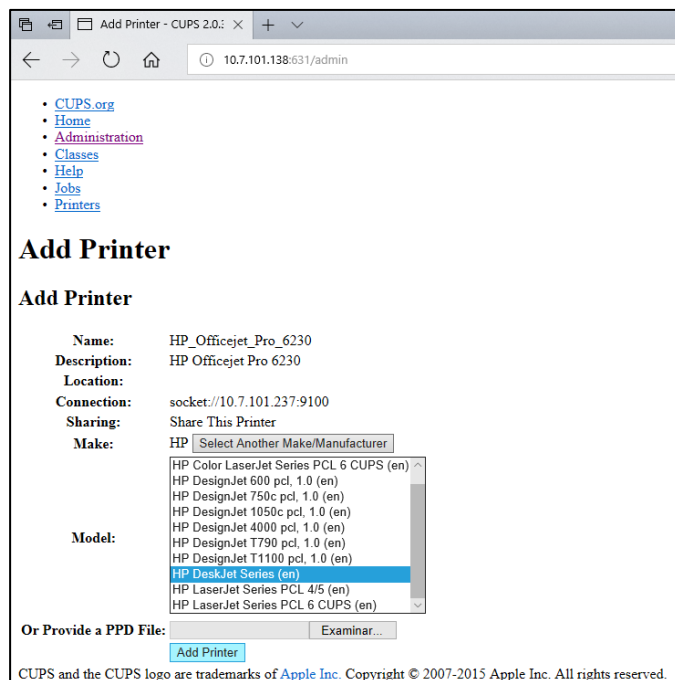 Add Printer - CUPS 2.0.:
10.7.101.138:631/admin
CUPS.org
Home
Administration
Classes
Help
Jobs
Printers
Add Printer
Add Printer
Name: HP_Officejet_Pro_6230
Description: HP Officejet Pro 6230
Location:
Connection: socket://10.7.101.237:9100
Sharing: Share This Printer
Make: HP Select Another Make/Manufacturer
HP Color LaserJet Series PCL 6 CUPS (en)
HP DesignJet 600 pcl, 1.0 (en)
HP DesignJet 750c pcl, 1.0 (en)
HP DesignJet 1050c pcl, 1.0 (en)
HP DesignJet 4000 pcl, 1.0 (en)
Model: HP DesignJet T790 pcl, 1.0 (en)
HP DesignJet T1100 pcl, 1.0 (en)
HP DeskJet Series (en)
HP LaserJet Series PCL 4/5 (en)
HP LaserJet Series PCL 6 CUPS (en)
Or Provide a PPD File: Examinar...
Add Printer
CUPS and the CUPS logo are trademarks of Apple Inc. Copyright © 2007-2015 Apple Inc. All rights reserved.